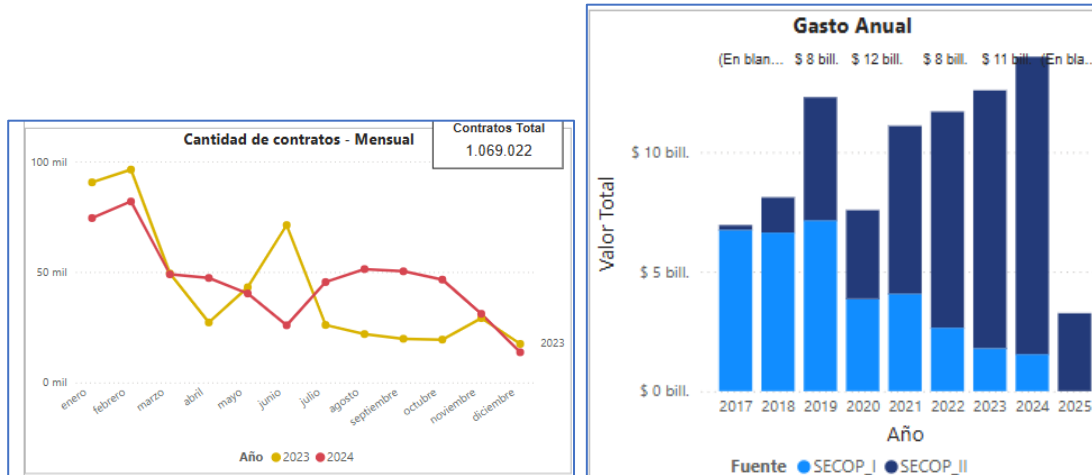 Cantidad de contratos - Mensual
Contratos Total
1.069.022
100 mil
50 mil
0 mil
2023
enero
febrero
marzo
abril
mayo
junio
julio
agosto
septiembre
octubre
noviembre
diciembre
Año 2023 2024
Gasto Anual
(En blan... $ 8 bill. $ 12 bill. $ 8 bill. $ 11 bill. (En bla...
$ 10 bill.
$ 5 bill.
$ 0 bill.
Valor Total
2017 2018 2019 2020 2021 2022 2023 2024 2025
Año
Fuente SECOP_I SECOP_II